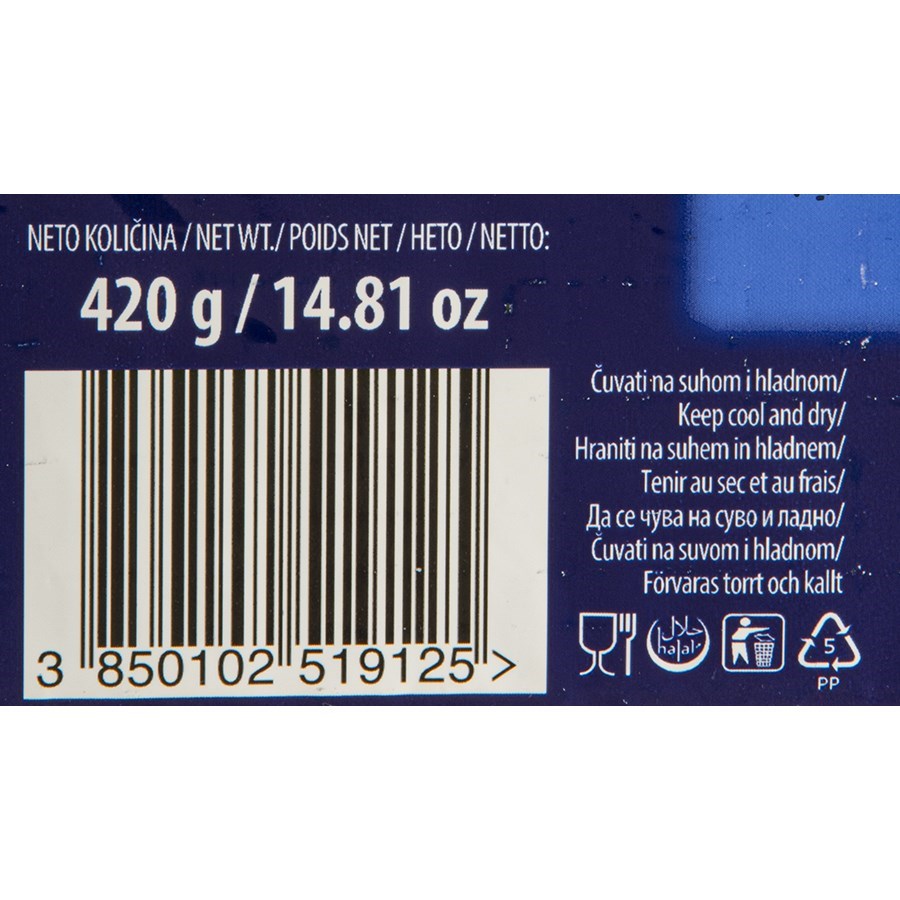 NETO KOLIČINA / NET WT./ POIDS NET / НЕТО / NETTO:
420 g / 14.81 oz
Čuvati na suhom i hladnom/
Keep cool and dry/
Hraniti na suhem in hladnem/
Tenir au sec et au frais/
Да се чува на суво и ладно/
Čuvati na suvom i hladnom/
Förvaras torrt och kallt
حلال
halal
5
PP
3 850102 519125 >